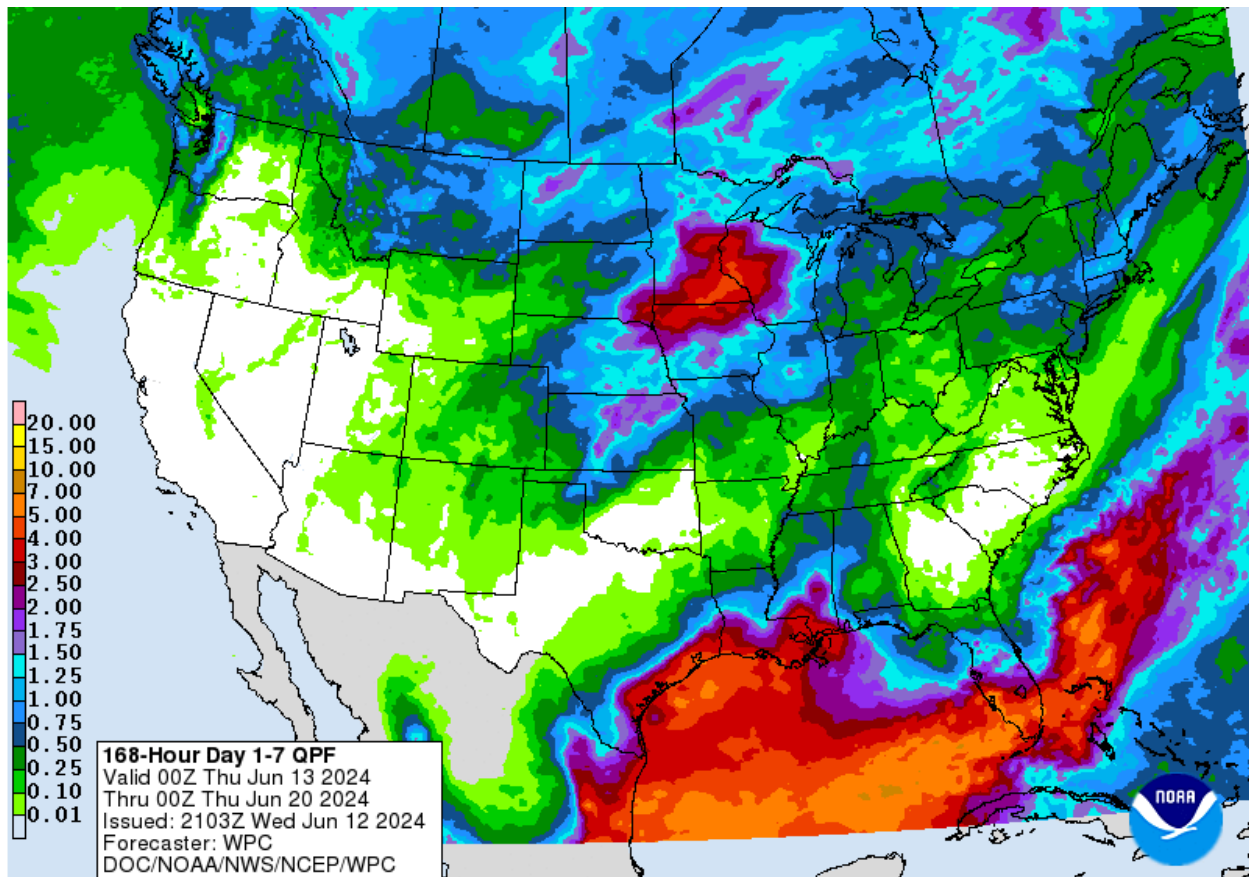 20.00
15.00
10.00
7.00
5.00
4.00
3.00
2.50
2.00
1.75
1.50
1.25
1.00
0.75
0.50
0.25
0.10
0.01
168-Hour Day 1-7 QPF
Valid 00Z Thu Jun 13 2024
Thru 00Z Thu Jun 20 2024
Issued: 2103Z Wed Jun 12 2024
Forecaster: WPC
DOC/NOAA/NWS/NCEP/WPC
NOAA